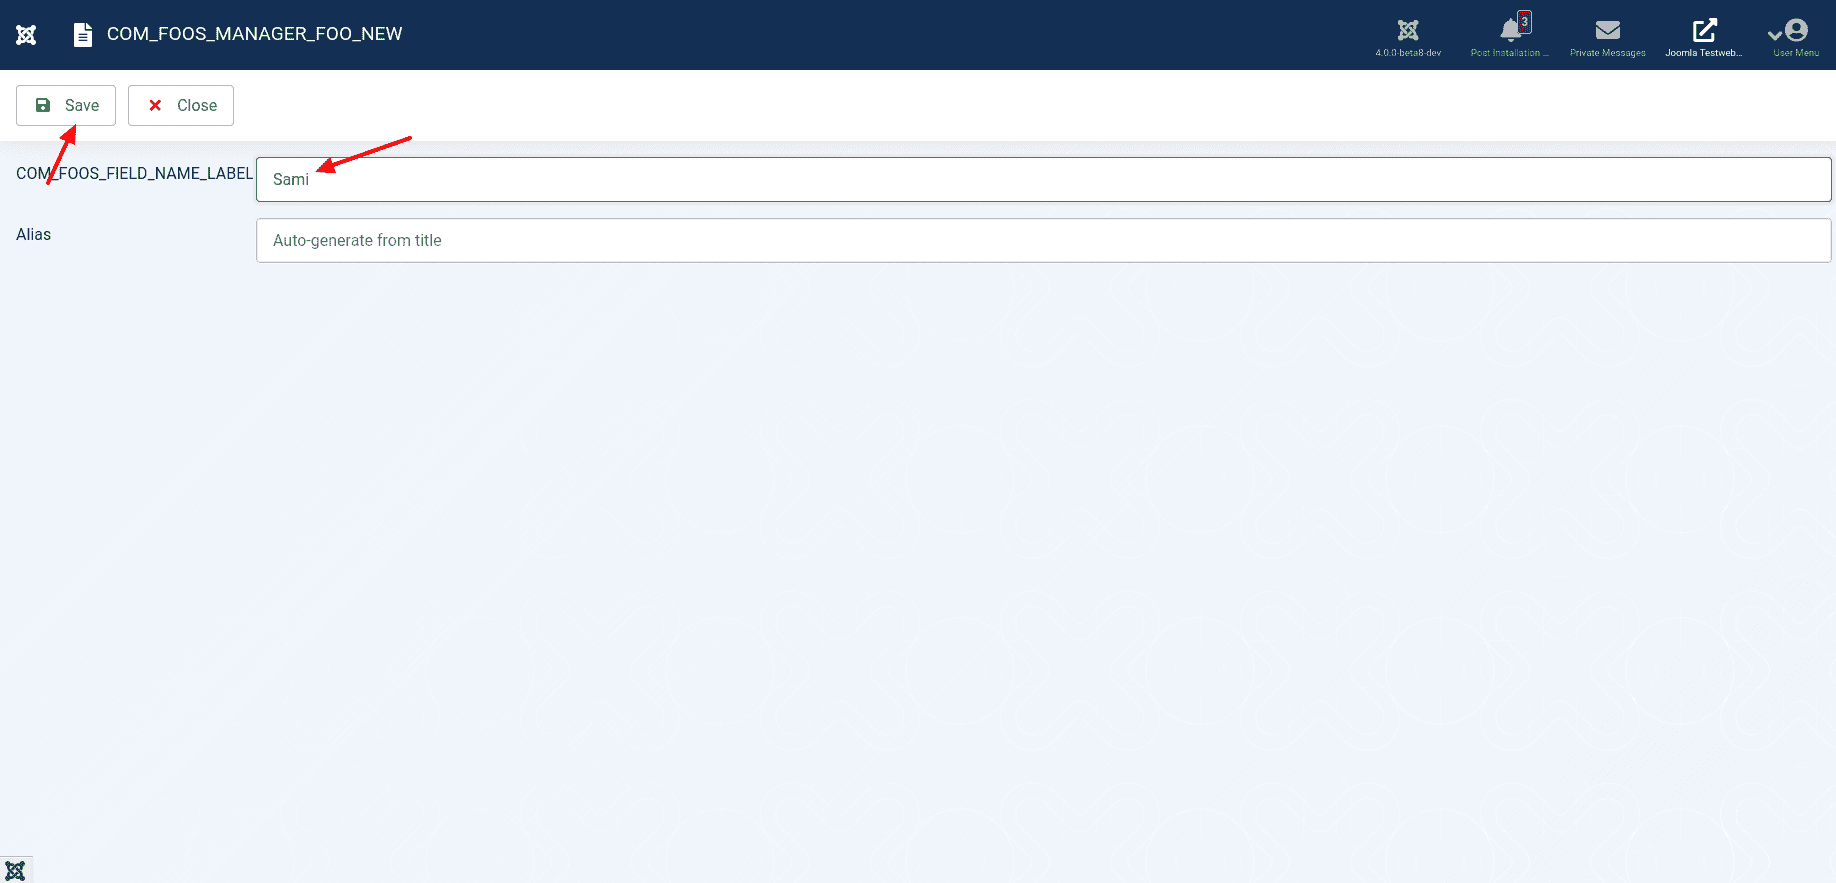 COM_FOOS_MANAGER_FOO_NEW
3
4.0.0-beta8-dev
Post Installation ...
Private Messages
Joomla Testweb...
User Menu
Save
Close
COM_FOOS_FIELD_NAME_LABEL
Sami
Alias
Auto-generate from title